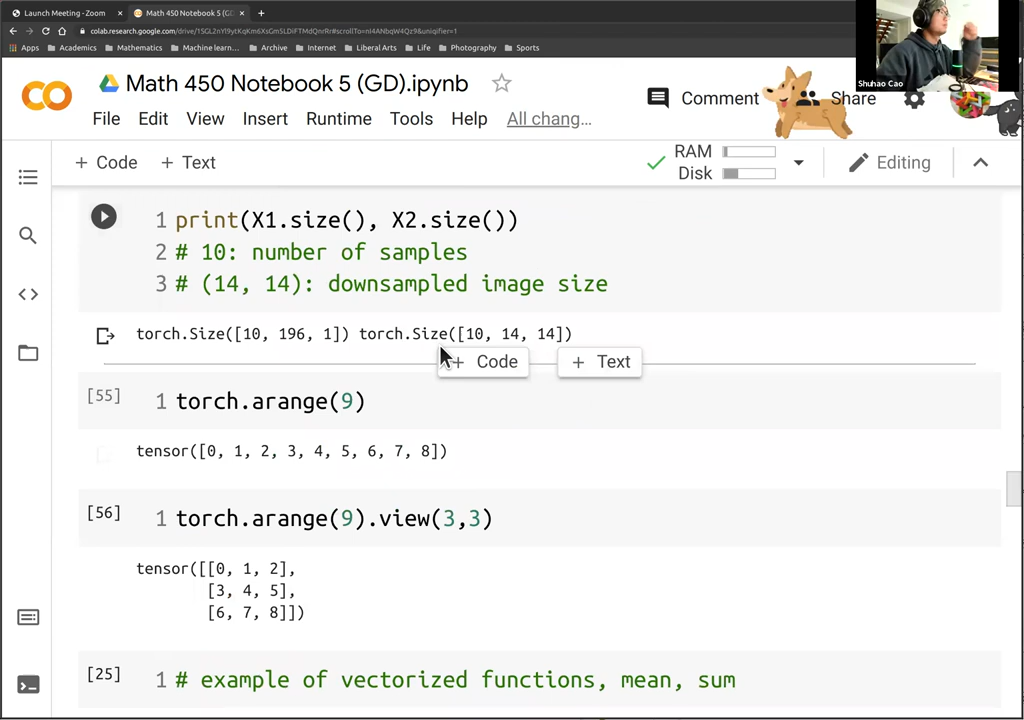 Launch Meeting - Zoom
Math 450 Notebook 5 (GD
Apps Academics Mathematics Machine learn... Archive Internet Liberal Arts Life Photography Sports
Shuhao Cao
Math 450 Notebook 5 (GD).ipynb
Comment Share
File Edit View Insert Runtime Tools Help All chang...
+ Code + Text
RAM
Disk
Editing
1 print(X1.size(), X2.size())
2 # 10: number of samples
3 # (14, 14): downsampled image size
torch.Size([10, 196, 1]) torch.Size([10, 14, 14])
+ Code + Text
[55] 1 torch.arange(9)
tensor([0, 1, 2, 3, 4, 5, 6, 7, 8])
[56] 1 torch.arange(9).view(3,3)
tensor([[0, 1, 2],
[3, 4, 5],
[6, 7, 8]])
[25] 1 # example of vectorized functions, mean, sum